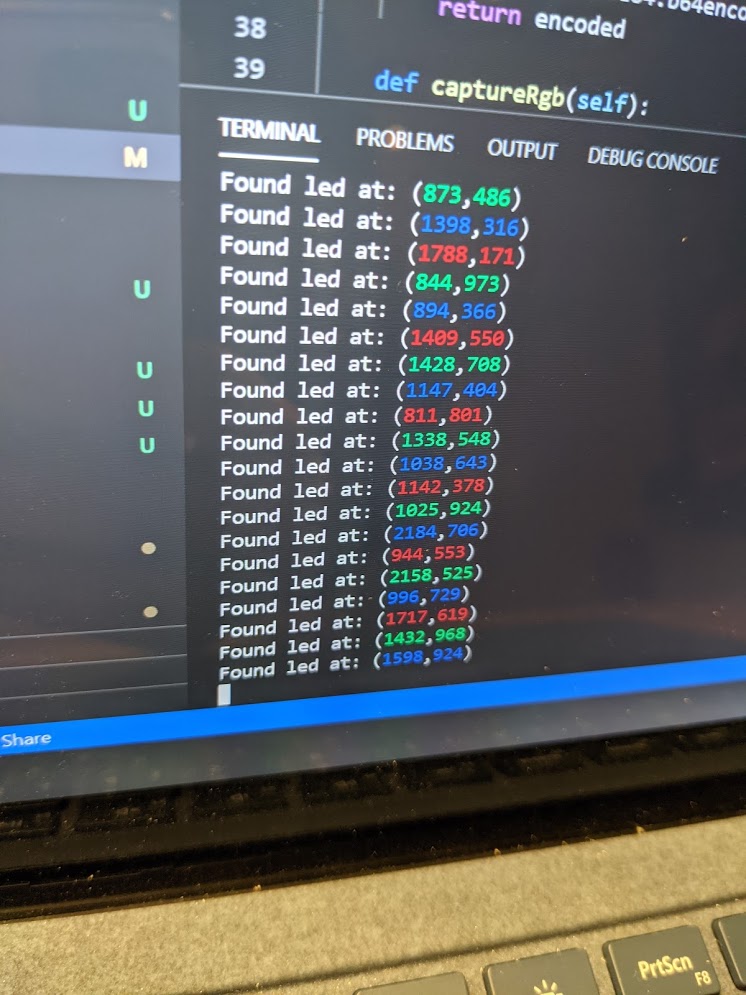 return encoded
38
39
def captureRgb(self):
U
M
TERMINAL PROBLEMS OUTPUT DEBUG CONSOLE
Found led at: (873,486)
Found led at: (1398,316)
Found led at: (1788,171)
Found led at: (844,973)
Found led at: (894,366)
Found led at: (1409,550)
Found led at: (1428,708)
Found led at: (1147,404)
Found led at: (811,801)
Found led at: (1338,548)
Found led at: (1038,643)
Found led at: (1142,378)
Found led at: (1025,924)
Found led at: (2184,706)
Found led at: (944,553)
Found led at: (2158,525)
Found led at: (996,729)
Found led at: (1717,619)
Found led at: (1432,968)
Found led at: (1598,924)
U
U
U
U
Share
PrtScn
F8